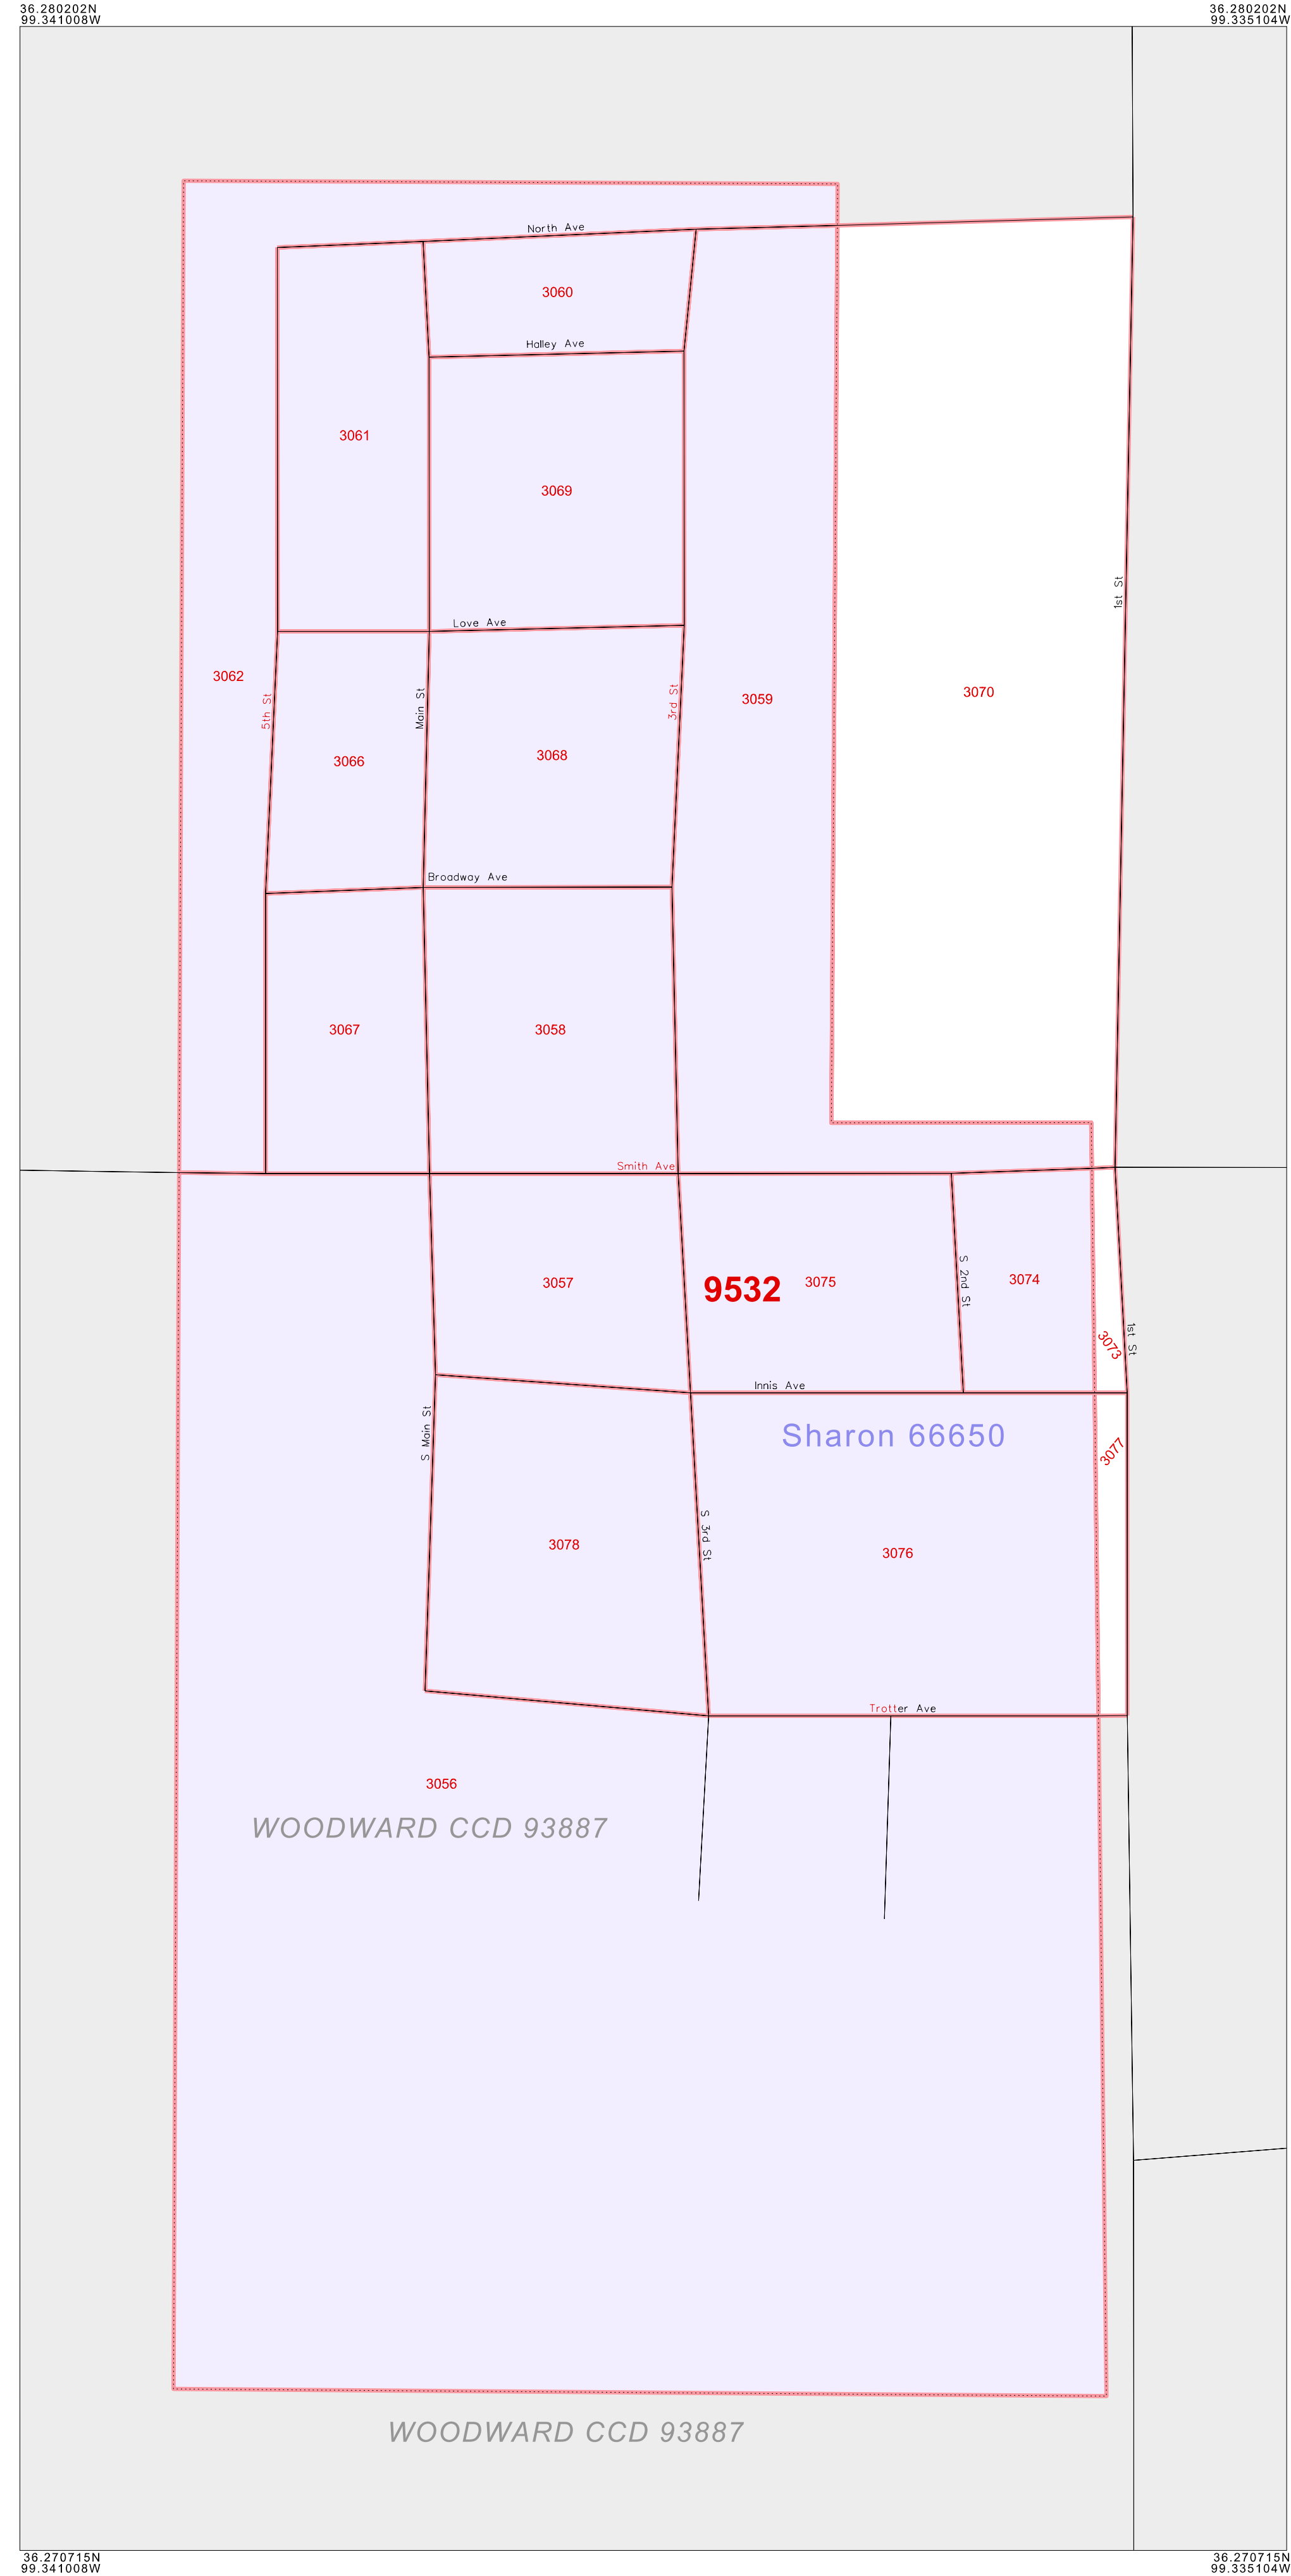 36.280202N
99.341008W
36.280202N
99.335104W
North Ave
3060
Halley Ave
3061
3069
1st St
Love Ave
3062
5th St
Main St
3rd St
3059
3070
3066
3068
Broadway Ave
3067
3058
Smith Ave
3057
9532
3075
S 2nd St
3074
3073
1st St
Innis Ave
S Main St
Sharon 66650
3077
3078
S 3rd St
3076
Trotter Ave
3056
WOODWARD CCD 93887
WOODWARD CCD 93887
36.270715N
99.341008W
36.270715N
99.335104W